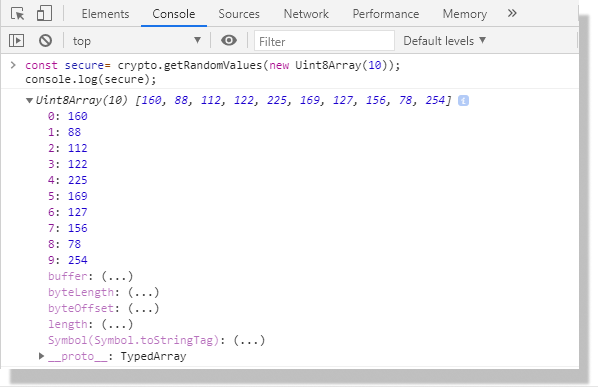 Elements Console Sources Network Performance Memory »
top ▼ Filter Default levels ▼
> const secure= crypto.getRandomValues(new Uint8Array(10));
console.log(secure);
▼Uint8Array(10) [160, 88, 112, 122, 225, 169, 127, 156, 78, 254] i
0: 160
1: 88
2: 112
3: 122
4: 225
5: 169
6: 127
7: 156
8: 78
9: 254
buffer: (...)
byteLength: (...)
byteOffset: (...)
length: (...)
Symbol(Symbol.toStringTag): (...)
▶__proto__: TypedArray